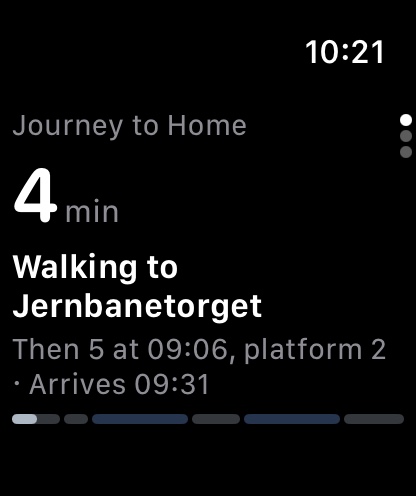 10:21
Journey to Home
4 min
Walking to
Jernbanetorget
Then 5 at 09:06, platform 2
· Arrives 09:31